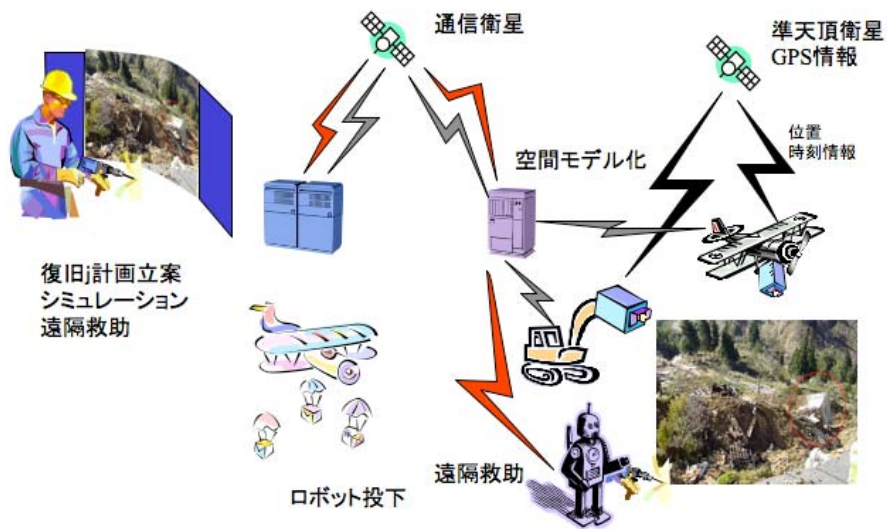 通信衛星
準天頂衛星
GPS情報
位置
時刻情報
空間モデル化
復旧j計画立案
シミュレーション
遠隔救助
ロボット投下
遠隔救助